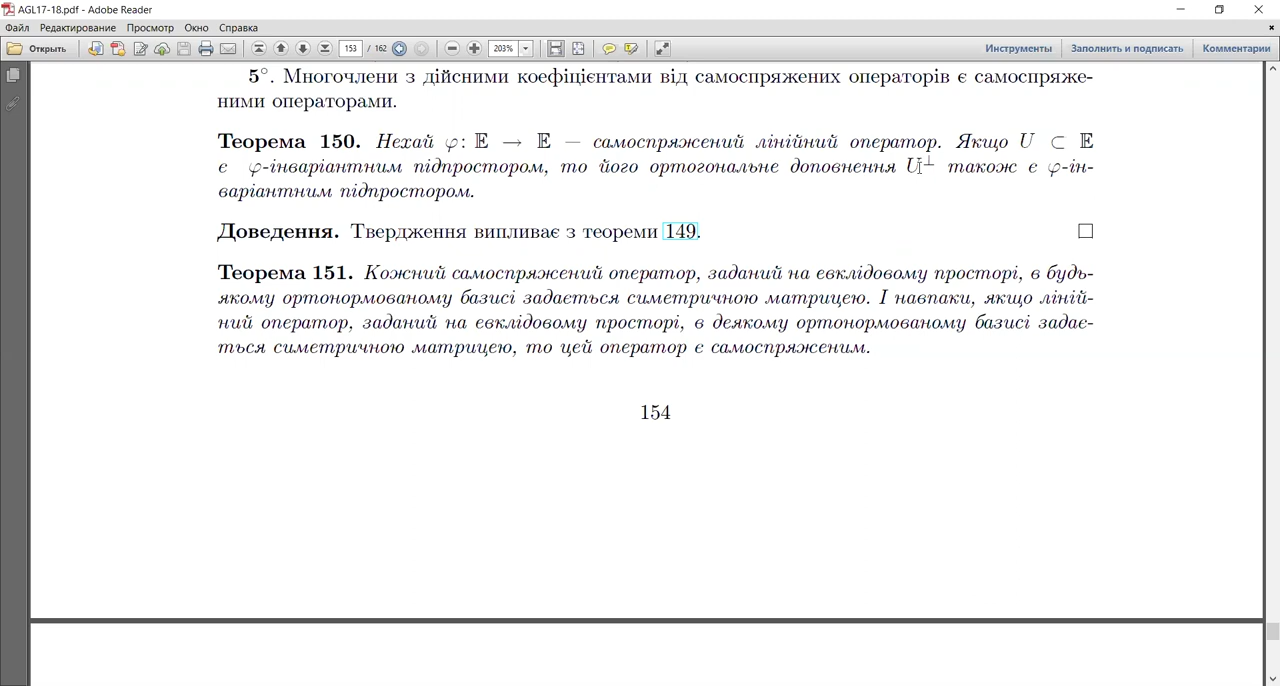 AGL17-18.pdf - Adobe Reader
Файл Редактирование Просмотр Окно Справка
Открыть 153 / 162 203% Инструменты Заполнить и подписать Комментарии
5°. Многочлени з дійсними коефіцієнтами від самоспряжених операторів є самоспряже-
ними операторами.
Теорема 150. Нехай φ: 𝔼 → 𝔼 — самоспряжений лінійний оператор. Якщо U ⊂ 𝔼
є φ-інваріантним підпростором, то його ортогональне доповнення U⊥ також є φ-ін-
варіантним підпростором.
Доведення. Твердження випливає з теореми 149. □
Теорема 151. Кожний самоспряжений оператор, заданий на евклідовому просторі, в будь-
якому ортонормованому базисі задається симетричною матрицею. І навпаки, якщо ліній-
ний оператор, заданий на евклідовому просторі, в деякому ортонормованому базисі задає-
ться симетричною матрицею, то цей оператор є самоспряженим.
154